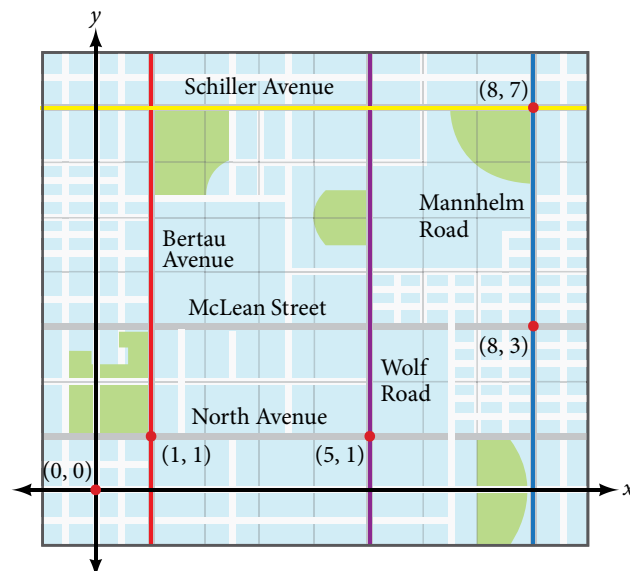 y
Schiller Avenue
(8, 7)
Mannhelm
Road
Bertau
Avenue
McLean Street
(8, 3)
Wolf
Road
North Avenue
(1, 1)
(5, 1)
(0, 0)
x